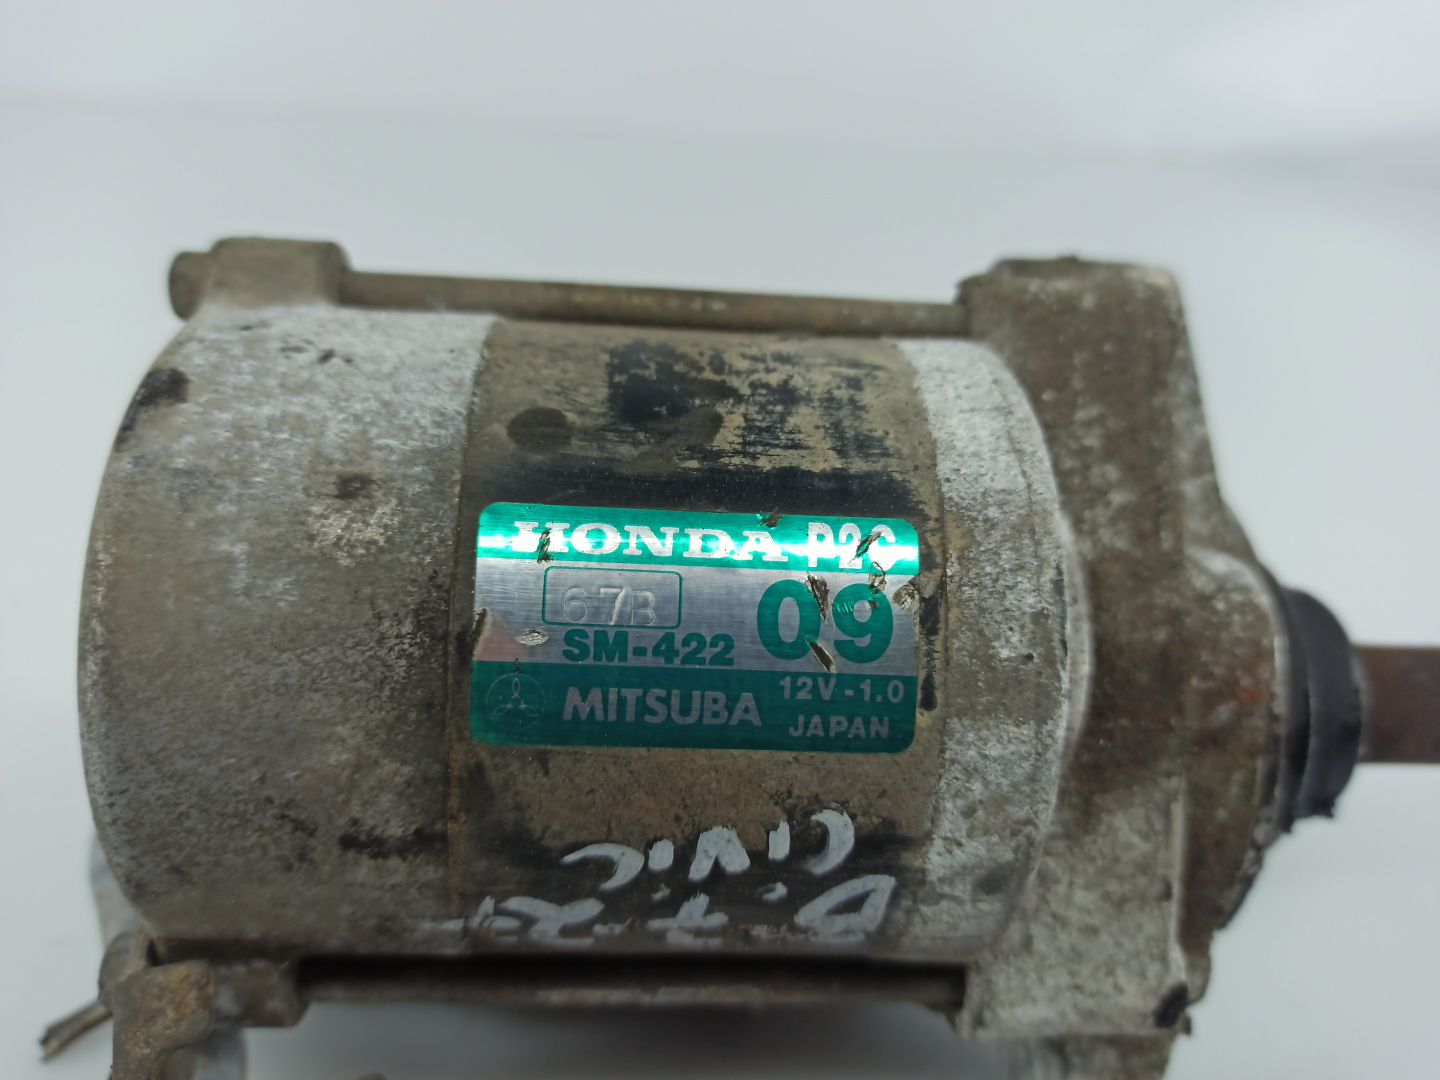 HONDA P2C
67B 09
SM-422
MITSUBA 12V-1.0
JAPAN
CIVIC